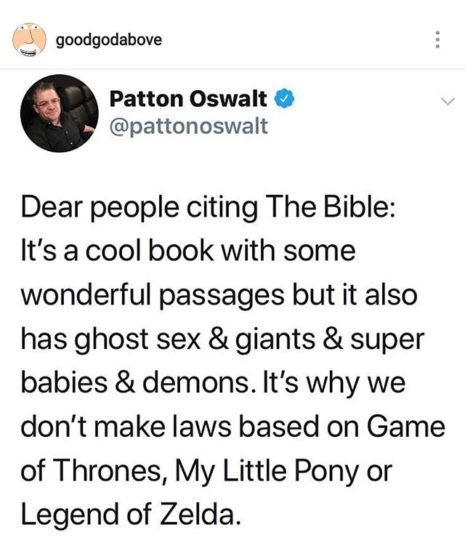 goodgodabove
Patton Oswalt
@pattonoswalt
Dear people citing The Bible:
It’s a cool book with some
wonderful passages but it also
has ghost sex & giants & super
babies & demons. It’s why we
don’t make laws based on Game
of Thrones, My Little Pony or
Legend of Zelda.